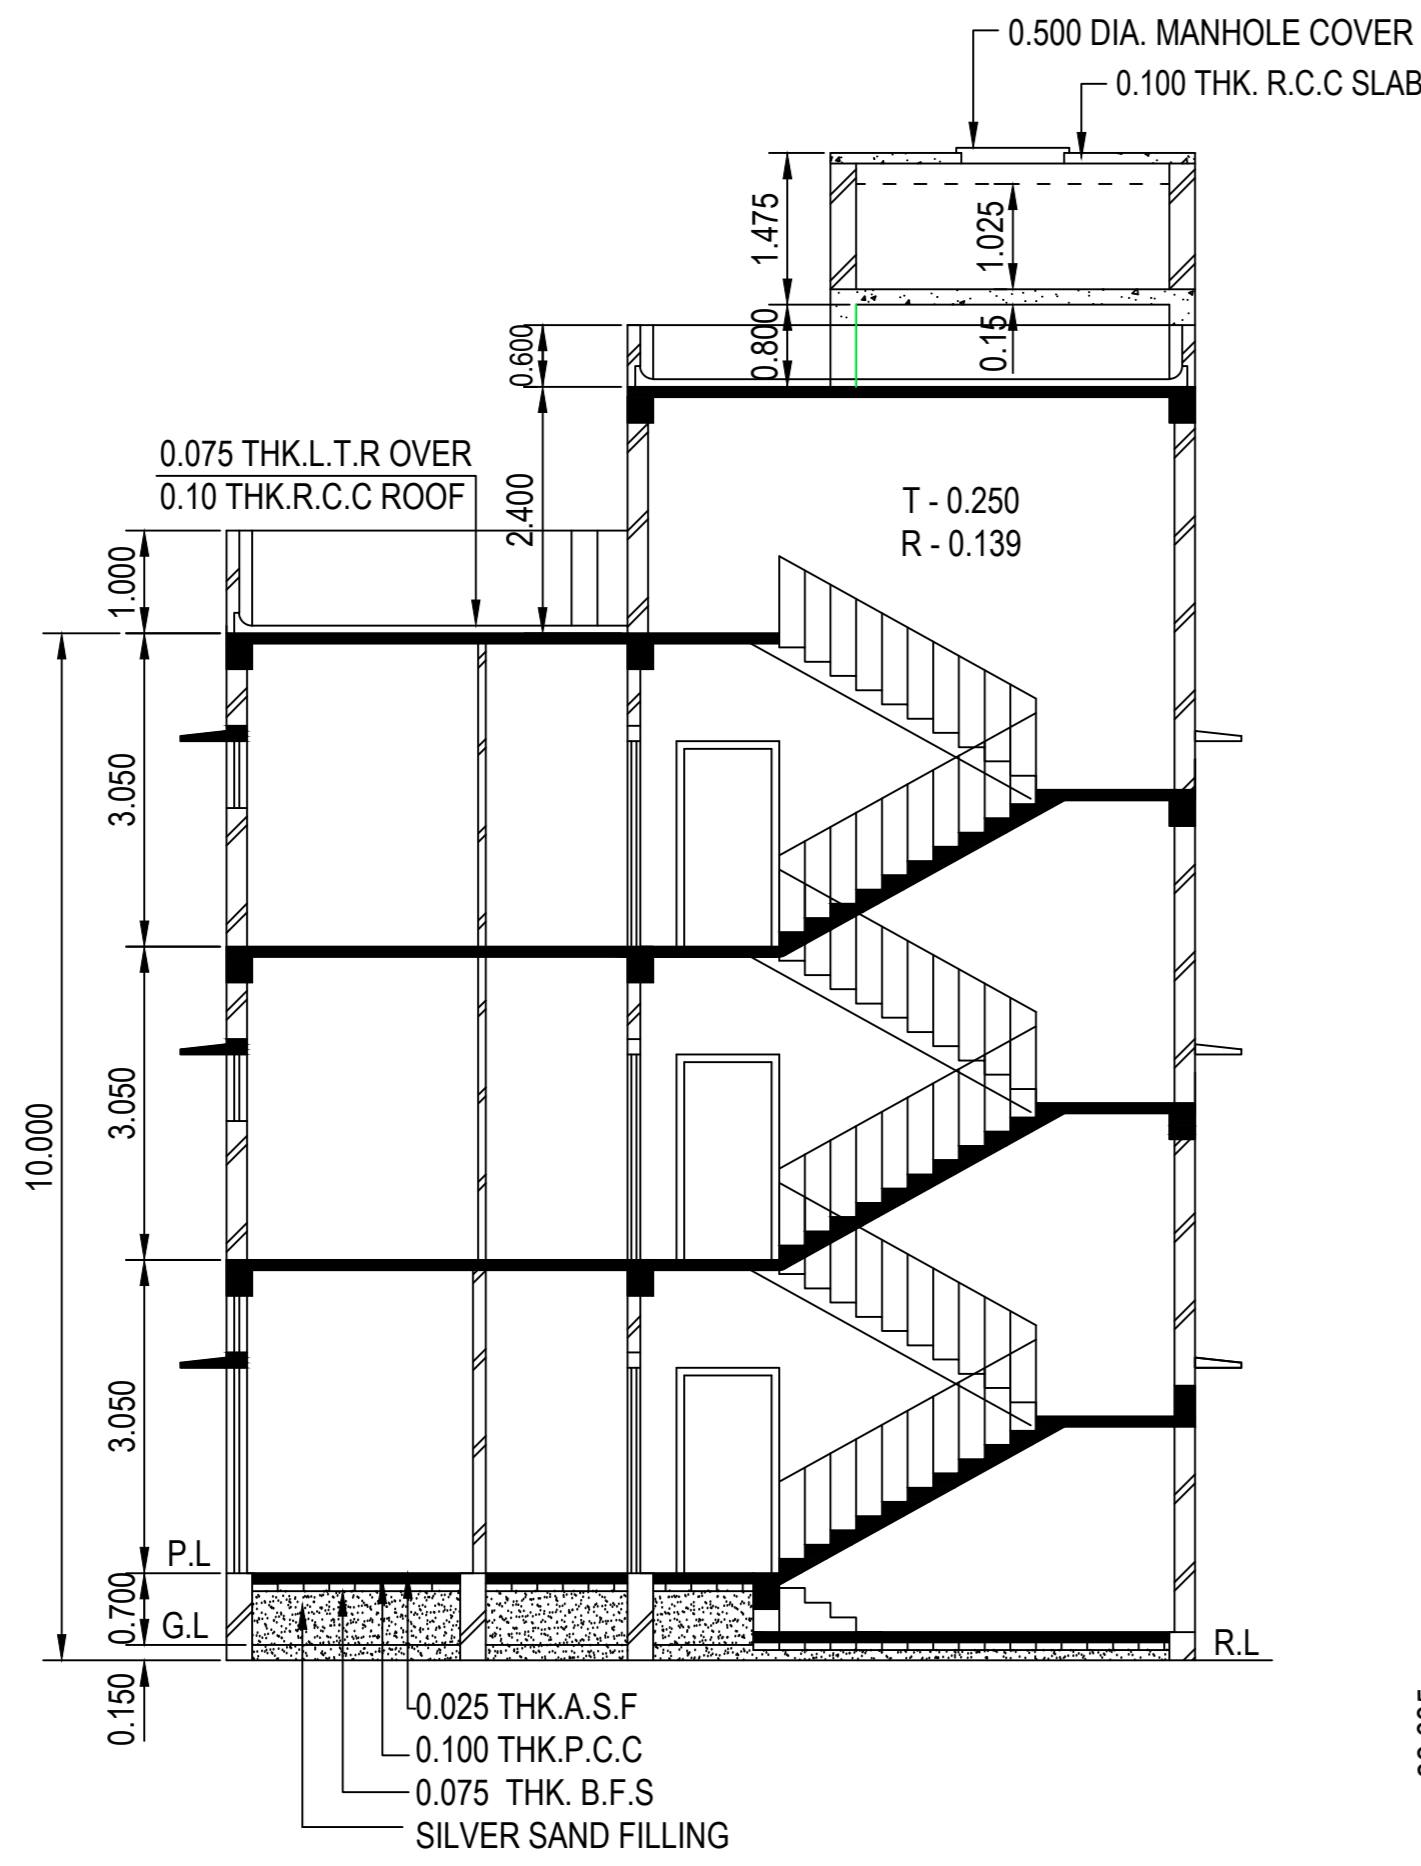 0.500 DIA. MANHOLE COVER
0.100 THK. R.C.C SLAB
1.475
1.025
0.800
0.15
0.600
0.075 THK.L.T.R OVER
0.10 THK.R.C.C ROOF
2.400
T - 0.250
R - 0.139
1.000
3.050
3.050
10.000
3.050
P.L
0.700
G.L
R.L
0.150
0.025 THK.A.S.F
0.100 THK.P.C.C
0.075 THK. B.F.S
SILVER SAND FILLING